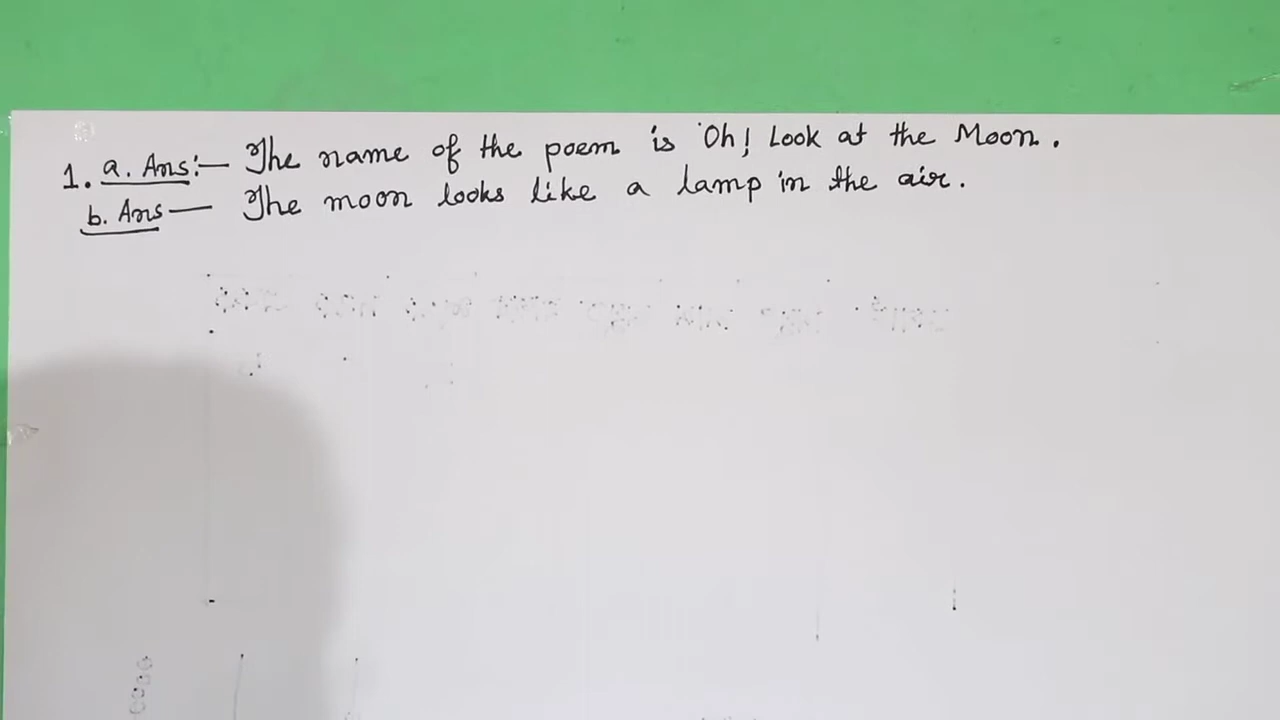 1. a. Ans:— The name of the poem is 'Oh! Look at the Moon.
b. Ans — The moon looks like a lamp in the air.